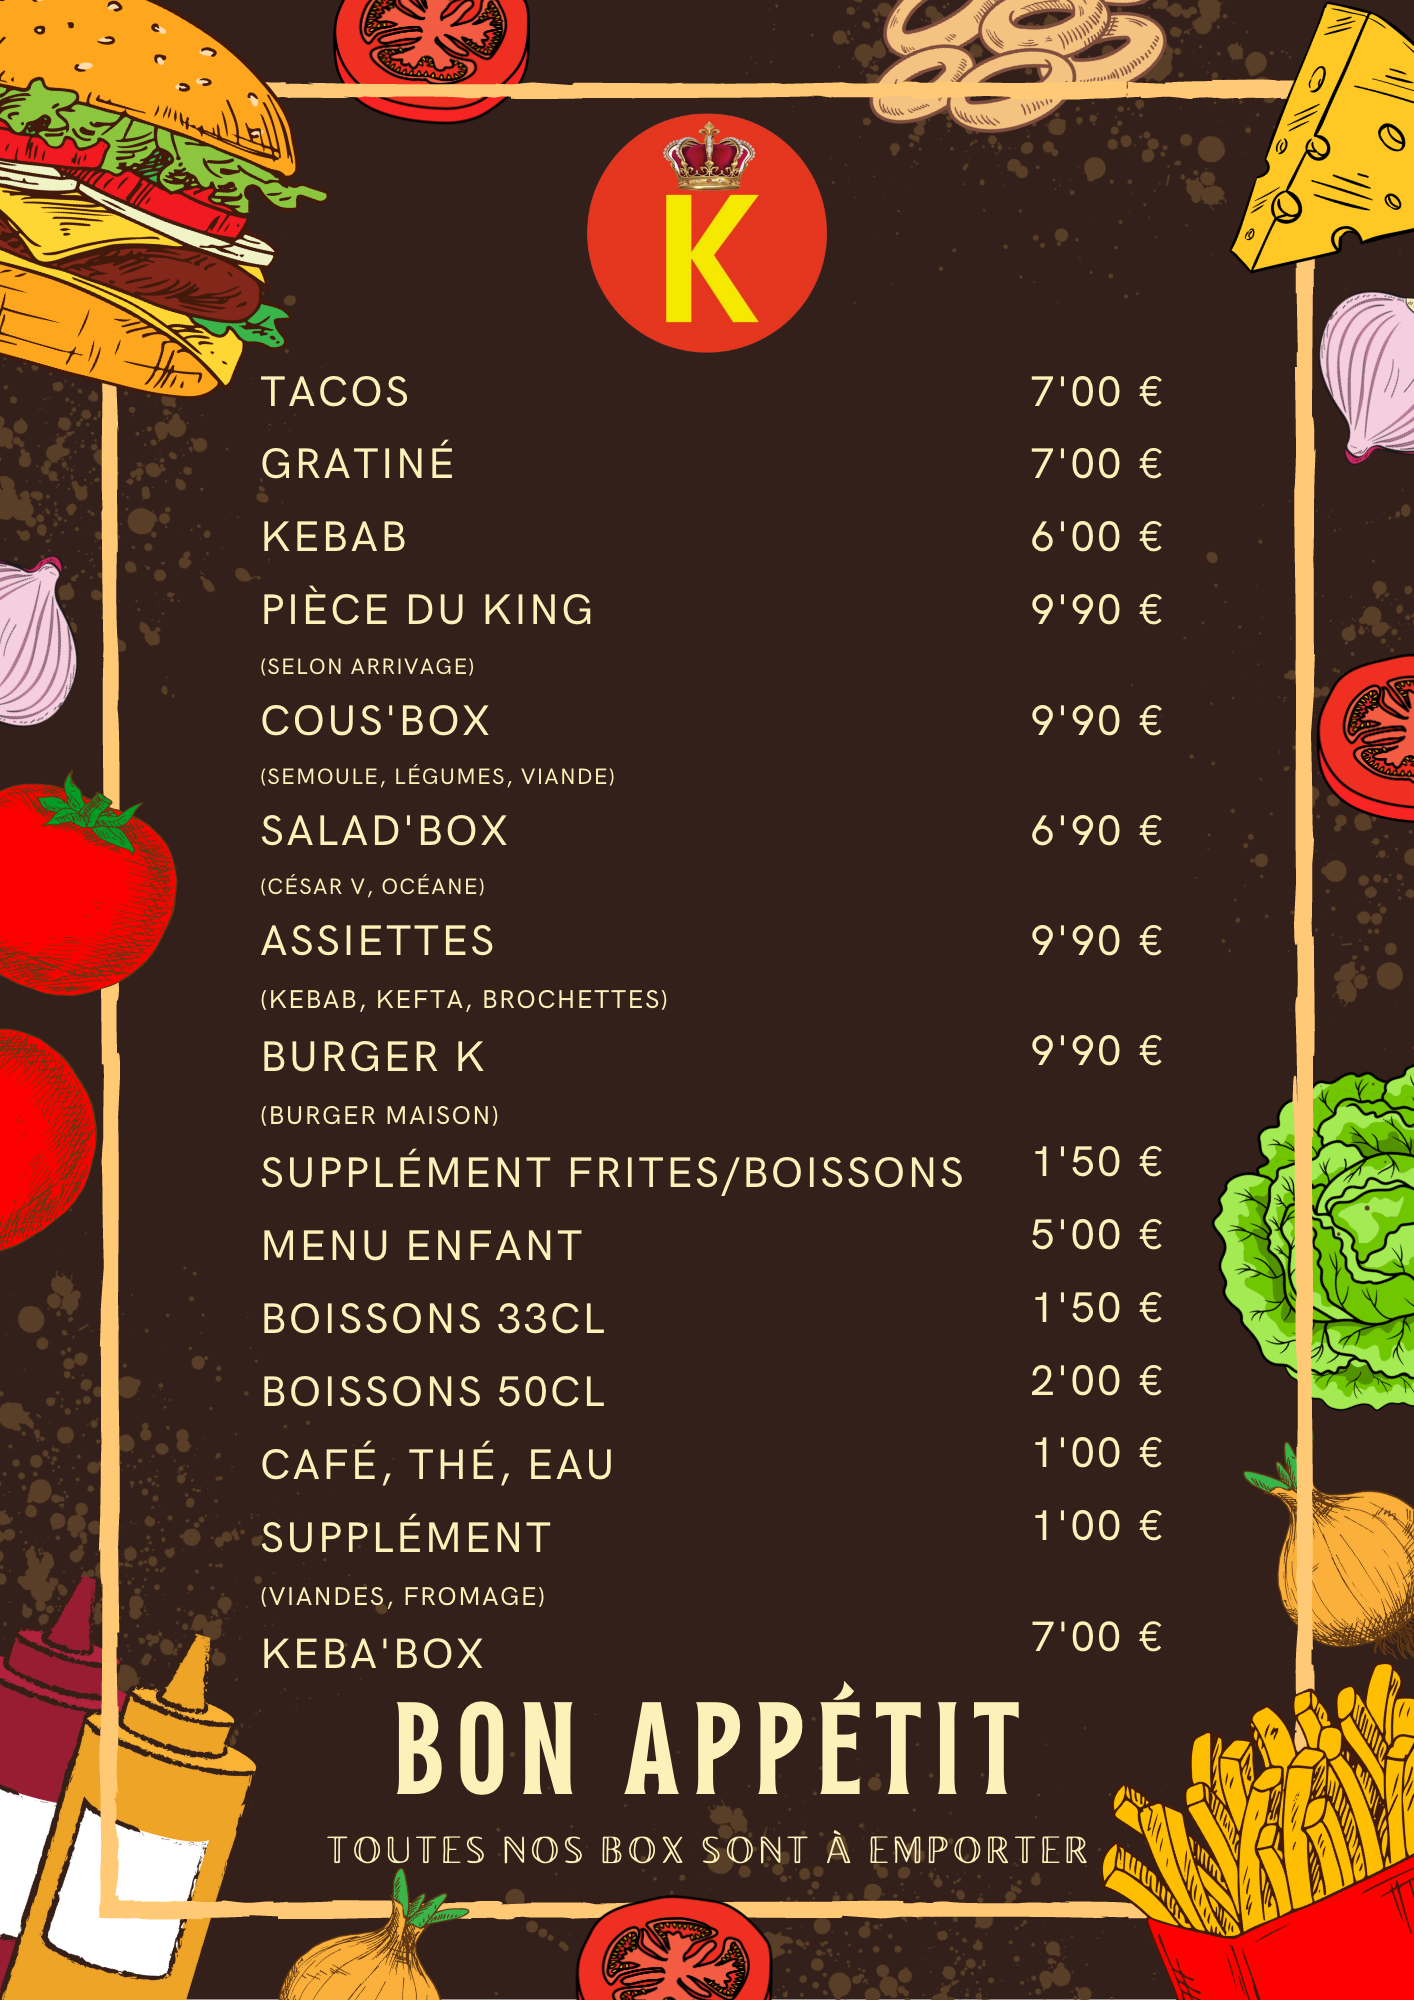 K
TACOS 7'00 €
GRATINÉ 7'00 €
KEBAB 6'00 €
PIÈCE DU KING 9'90 €
(SELON ARRIVAGE)
COUS'BOX 9'90 €
(SEMOULE, LÉGUMES, VIANDE)
SALAD'BOX 6'90 €
(CÉSAR V, OCÉANE)
ASSIETTES 9'90 €
(KEBAB, KEFTA, BROCHETTES)
BURGER K 9'90 €
(BURGER MAISON)
SUPPLÉMENT FRITES/BOISSONS 1'50 €
MENU ENFANT 5'00 €
BOISSONS 33CL 1'50 €
BOISSONS 50CL 2'00 €
CAFÉ, THÉ, EAU 1'00 €
SUPPLÉMENT 1'00 €
(VIANDES, FROMAGE)
KEBA'BOX 7'00 €
BON APPÉTIT
TOUTES NOS BOX SONT À EMPORTER